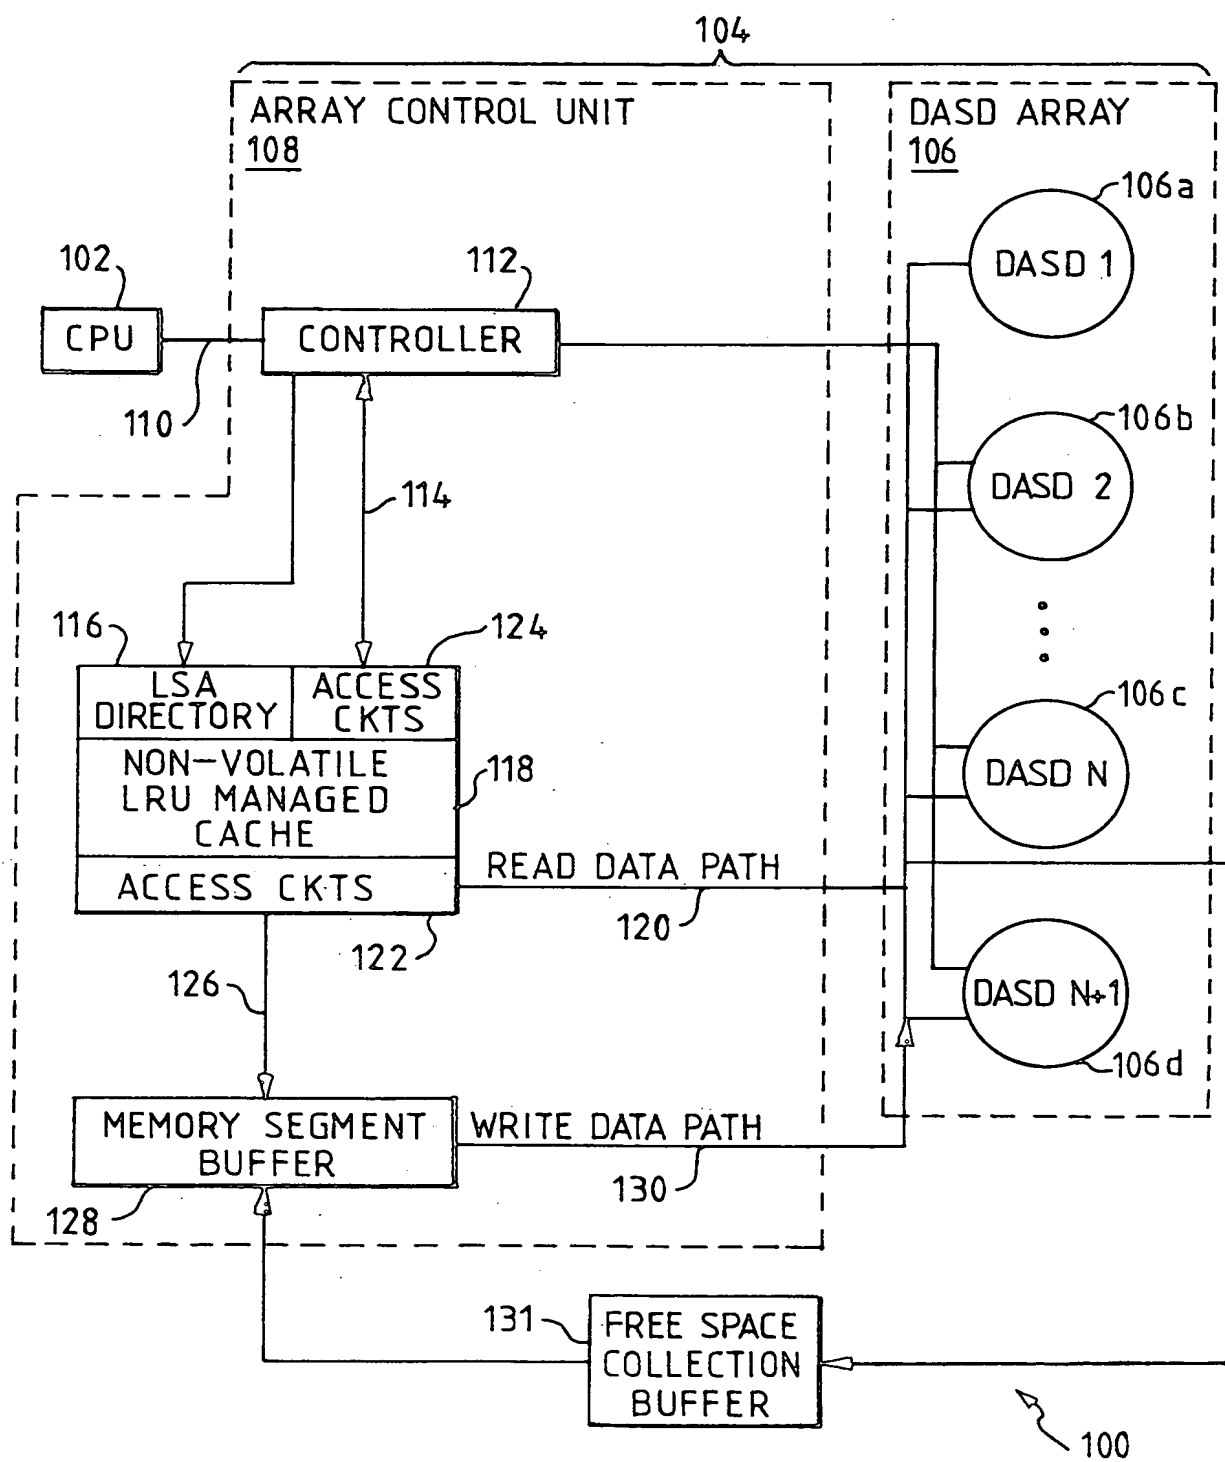 104
ARRAY CONTROL UNIT
108
DASD ARRAY
106
106a
DASD 1
102
CPU
110
112
CONTROLLER
106b
DASD 2
114
116
124
LSA
DIRECTORY
ACCESS
CKTS
NON-VOLATILE
LRU MANAGED
CACHE
118
106c
DASD N
ACCESS CKTS
READ DATA PATH
120
122
126
DASD N+1
106d
MEMORY SEGMENT
BUFFER
WRITE DATA PATH
130
128
131
FREE SPACE
COLLECTION
BUFFER
100